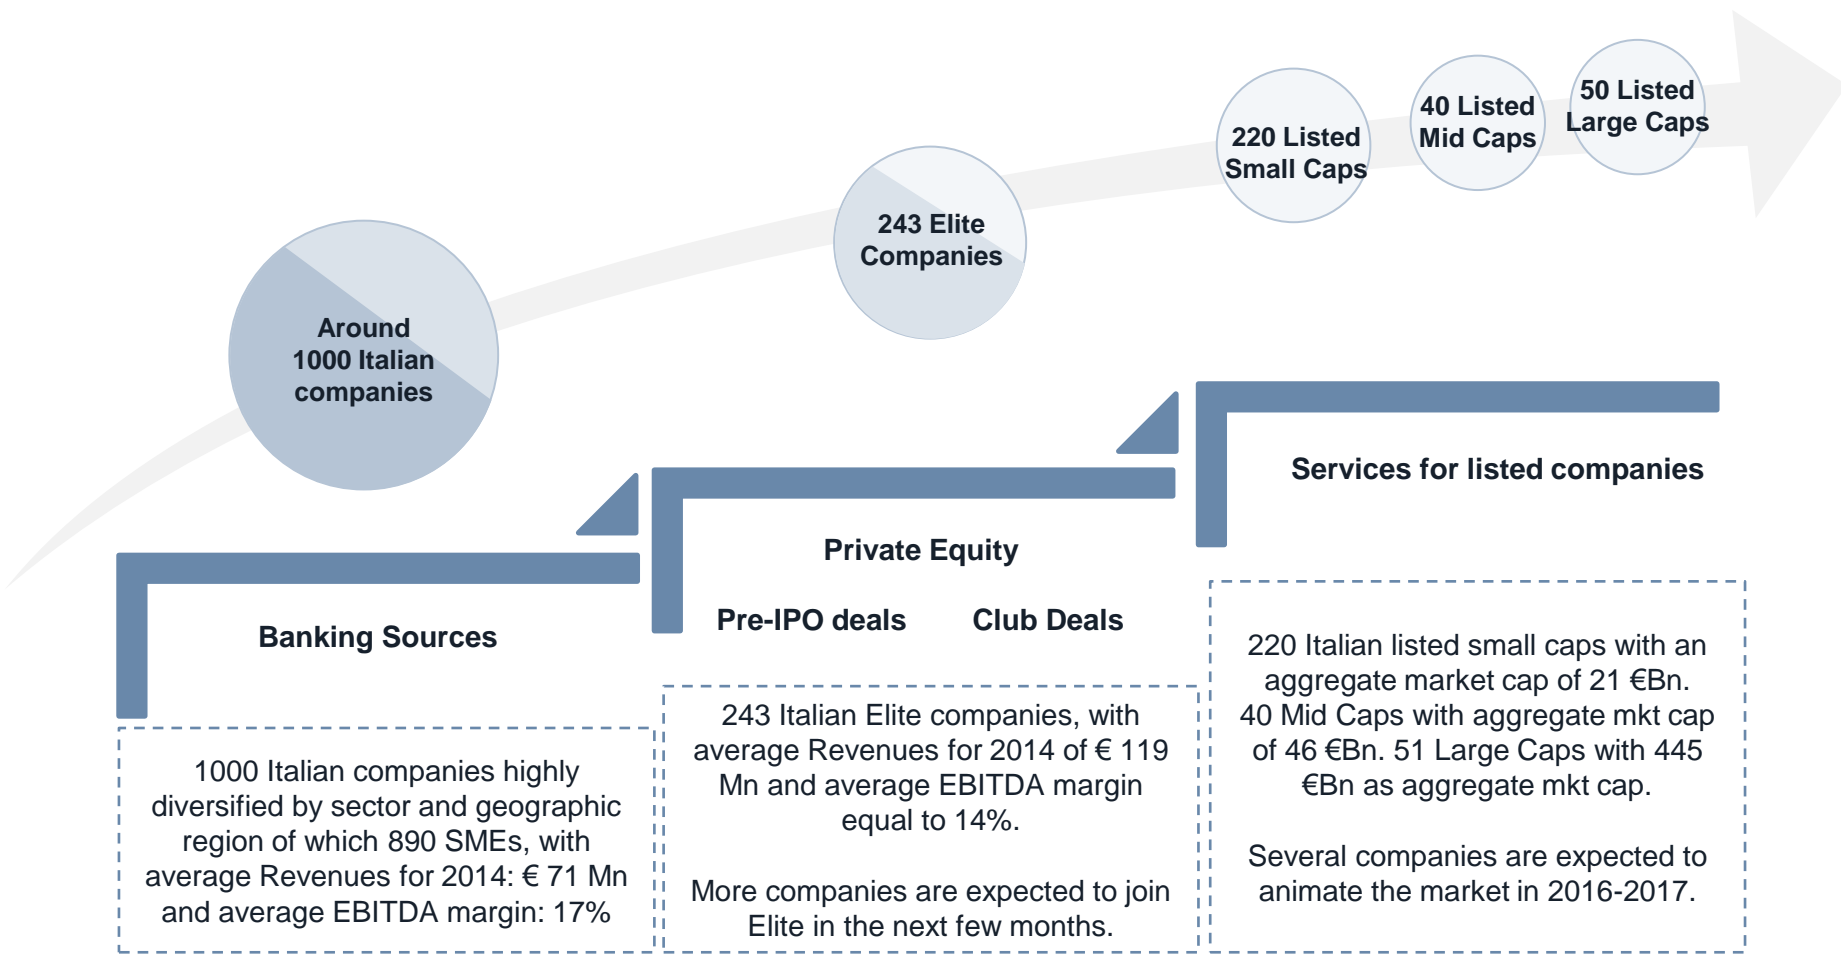 50 Listed
Large Caps
40 Listed
Mid Caps
220 Listed
Small Caps
243 Elite
Companies
Around
1000 Italian
companies
Services for listed companies
Private Equity
Pre-IPO deals Club Deals
Banking Sources
1000 Italian companies highly
diversified by sector and geographic
region of which 890 SMEs, with
average Revenues for 2014: € 71 Mn
and average EBITDA margin: 17%
243 Italian Elite companies, with
average Revenues for 2014 of € 119
Mn and average EBITDA margin
equal to 14%.
More companies are expected to join
Elite in the next few months.
220 Italian listed small caps with an
aggregate market cap of 21 €Bn.
40 Mid Caps with aggregate mkt cap
of 46 €Bn. 51 Large Caps with 445
€Bn as aggregate mkt cap.
Several companies are expected to
animate the market in 2016-2017.